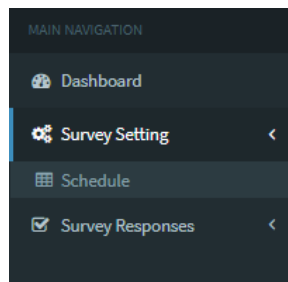 MAIN NAVIGATION
Dashboard
Survey Setting
Schedule
Survey Responses